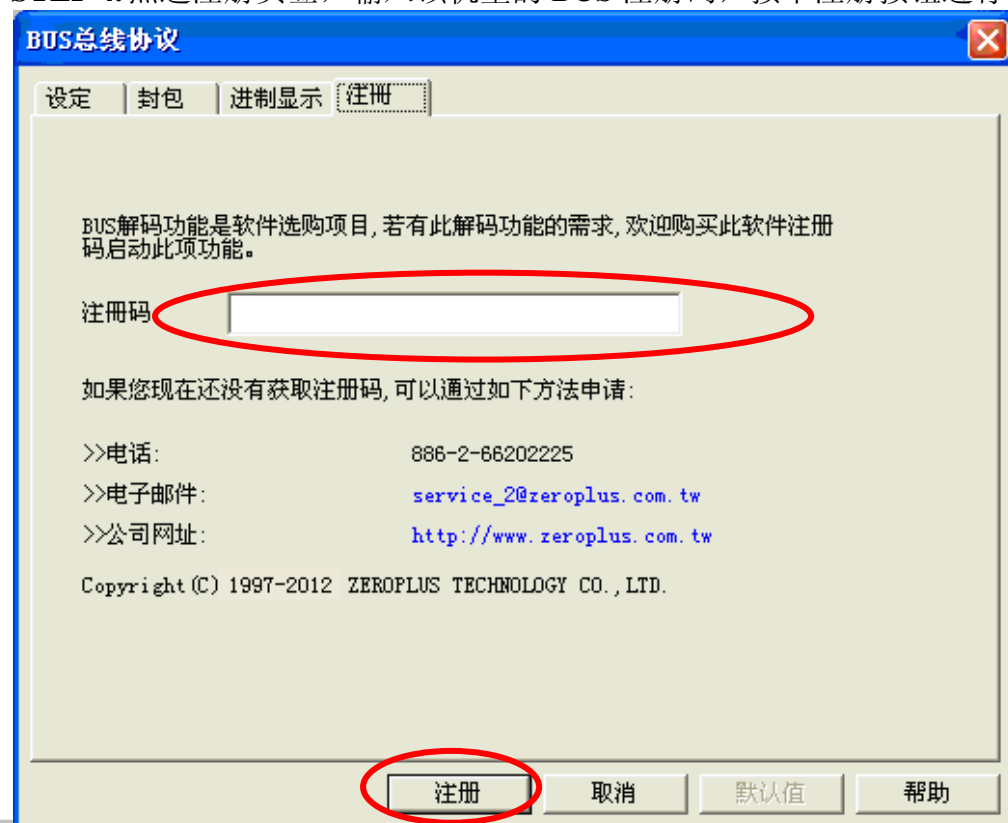 BUS总线协议
设定 封包 进制显示 注册
BUS解码功能是软件选购项目,若有此解码功能的需求,欢迎购买此软件注册
码启动此项功能。
注册码
如果您现在还没有获取注册码,可以通过如下方法申请:
>>电话: 886-2-66202225
>>电子邮件: service_2@zeroplus.com.tw
>>公司网址: http://www.zeroplus.com.tw
Copyright(C) 1997-2012 ZEROPLUS TECHNOLOGY CO.,LTD.
注册 取消 默认值 帮助